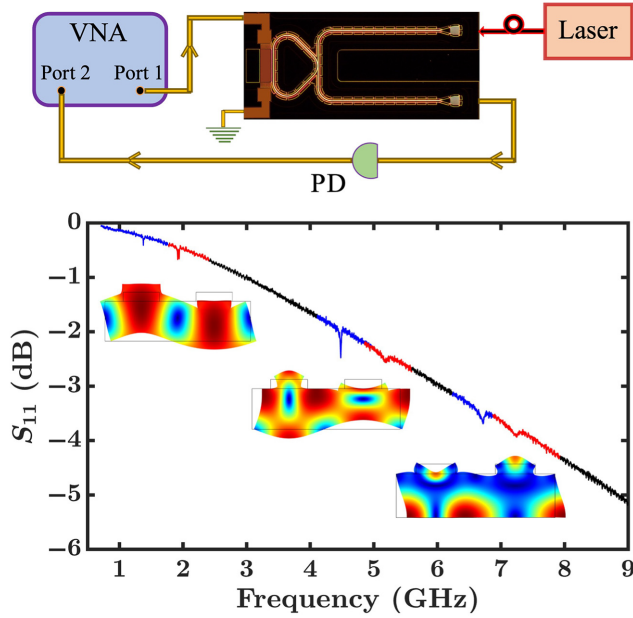 VNA
Port 2 Port 1
Laser
PD
0
−1
−2
−3
−4
−5
−6
S11 (dB)
1 2 3 4 5 6 7 8 9
Frequency (GHz)